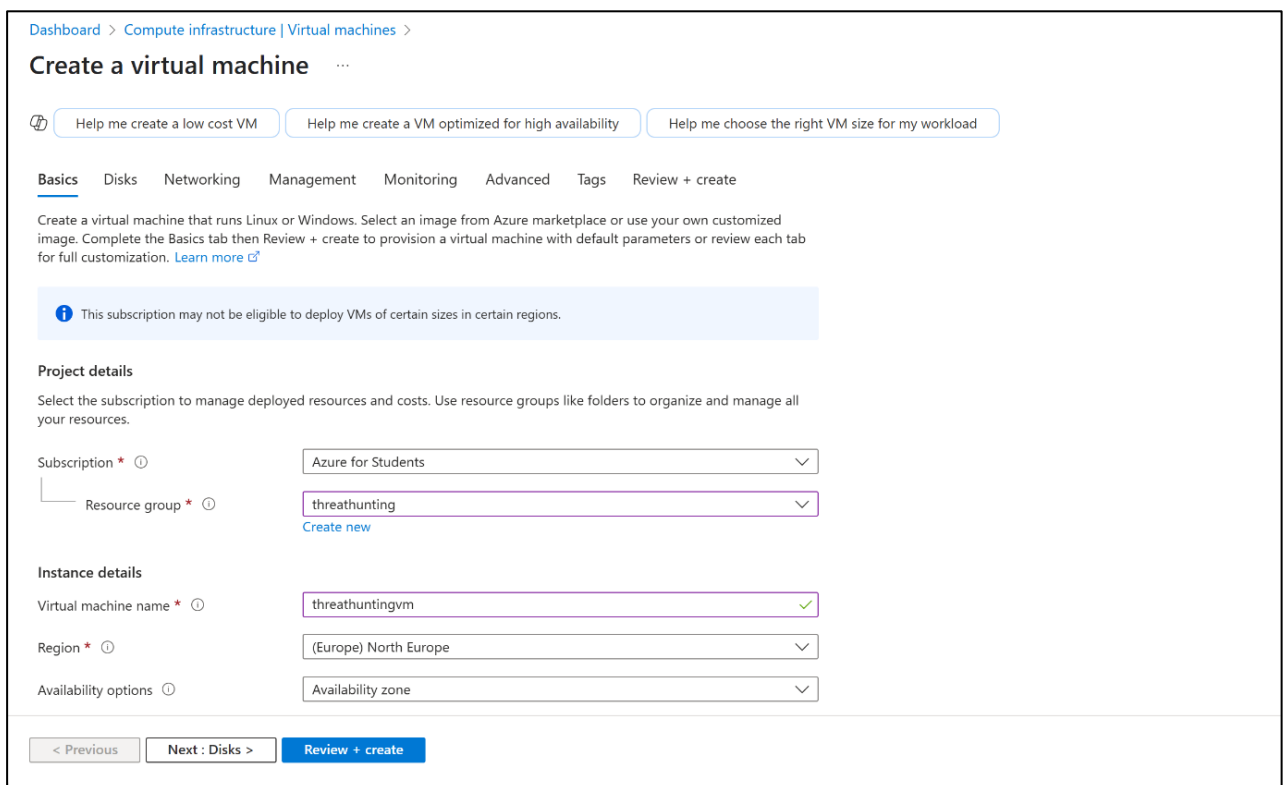 Dashboard > Compute infrastructure | Virtual machines >
Create a virtual machine ...
Help me create a low cost VM Help me create a VM optimized for high availability Help me choose the right VM size for my workload
Basics Disks Networking Management Monitoring Advanced Tags Review + create
Create a virtual machine that runs Linux or Windows. Select an image from Azure marketplace or use your own customized
image. Complete the Basics tab then Review + create to provision a virtual machine with default parameters or review each tab
for full customization. Learn more
This subscription may not be eligible to deploy VMs of certain sizes in certain regions.
Project details
Select the subscription to manage deployed resources and costs. Use resource groups like folders to organize and manage all
your resources.
Subscription * Azure for Students
Resource group * threathunting
Create new
Instance details
Virtual machine name * threathuntingvm
Region * (Europe) North Europe
Availability options Availability zone
< Previous Next : Disks > Review + create